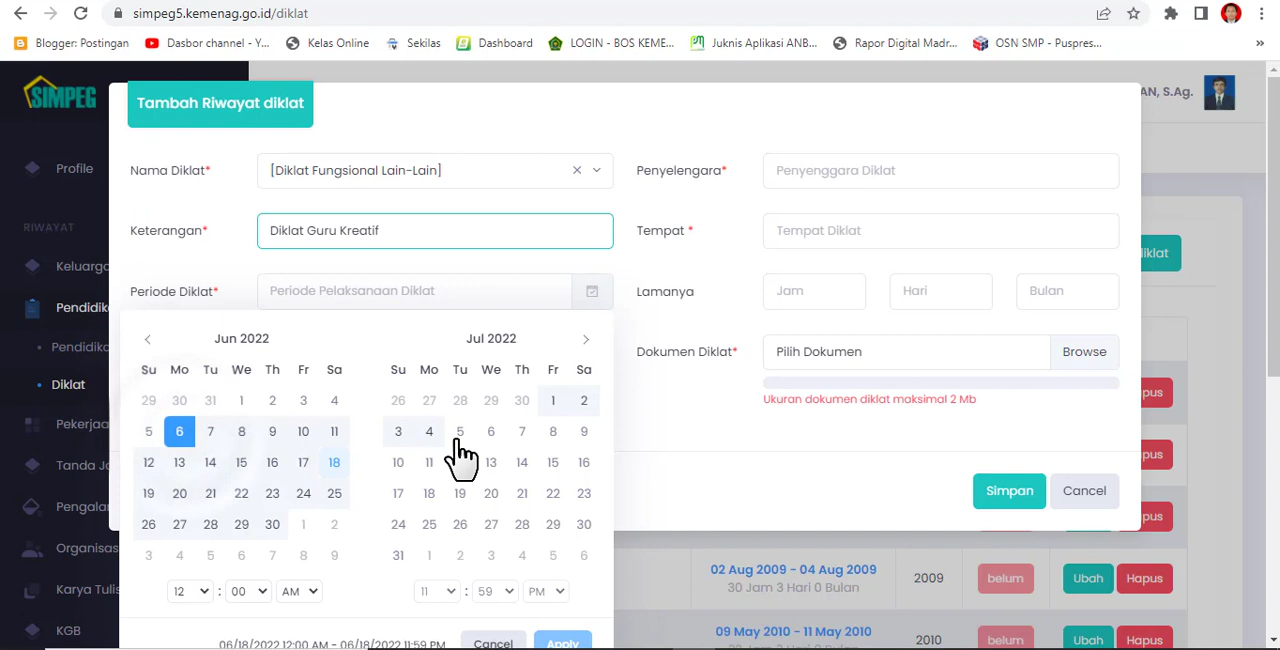 simpeg5.kemenag.go.id/diklat
Blogger: Postingan
Dasbor channel - Y...
Kelas Online
Sekilas
Dashboard
LOGIN - BOS KEME...
Juknis Aplikasi ANB...
Rapor Digital Madr...
OSN SMP - Puspres...
»
SIMPEG
AN, S.Ag.
Tambah Riwayat diklat
Profile
RIWAYAT
Keluarga
Pendidik
Pendidika
Diklat
Pekerjaa
Tanda Ja
Pengalar
Organisas
Karya Tulis
KGB
Nama Diklat*
[Diklat Fungsional Lain-Lain]
Penyelengara*
Penyenggara Diklat
Keterangan*
Diklat Guru Kreatif
Tempat *
Tempat Diklat
iklat
Periode Diklat*
Periode Pelaksanaan Diklat
Lamanya
Jam
Hari
Bulan
Dokumen Diklat*
Pilih Dokumen
Browse
Ukuran dokumen diklat maksimal 2 Mb
Jun 2022
Su Mo Tu We Th Fr Sa
29 30 31 1 2 3 4
5 6 7 8 9 10 11
12 13 14 15 16 17 18
19 20 21 22 23 24 25
26 27 28 29 30 1 2
3 4 5 6 7 8 9
12 : 00 AM
Jul 2022
Su Mo Tu We Th Fr Sa
26 27 28 29 30 1 2
3 4 5 6 7 8 9
10 11 13 14 15 16
17 18 19 20 21 22 23
24 25 26 27 28 29 30
31 1 2 3 4 5 6
11 : 59 PM
06/18/2022 12:00 AM - 06/18/2022 11:59 PM
Cancel
Apply
Simpan
Cancel
pus
pus
pus
02 Aug 2009 - 04 Aug 2009
30 Jam 3 Hari 0 Bulan
2009
belum
Ubah
Hapus
09 May 2010 - 11 May 2010
2010
belum
Ubah
Hapus